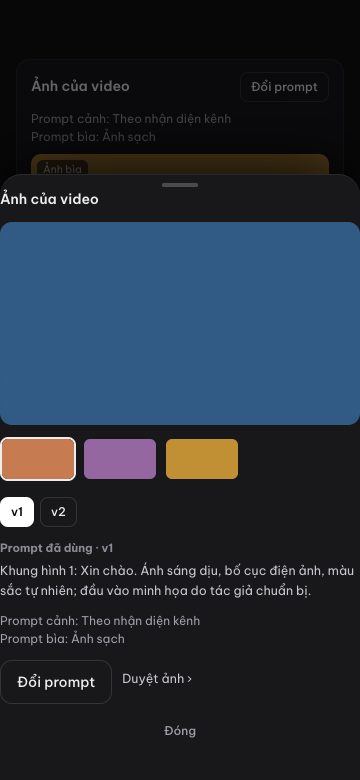 Ảnh của video
Đổi prompt
Prompt cảnh: Theo nhận diện kênh
Prompt bìa: Ảnh sạch
Ảnh bìa
Ảnh của video
v1
v2
Prompt đã dùng · v1
Khung hình 1: Xin chào. Ánh sáng dịu, bố cục điện ảnh, màu
sắc tự nhiên; đầu vào minh họa do tác giả chuẩn bị.
Prompt cảnh: Theo nhận diện kênh
Prompt bìa: Ảnh sạch
Đổi prompt
Duyệt ảnh ›
Đóng